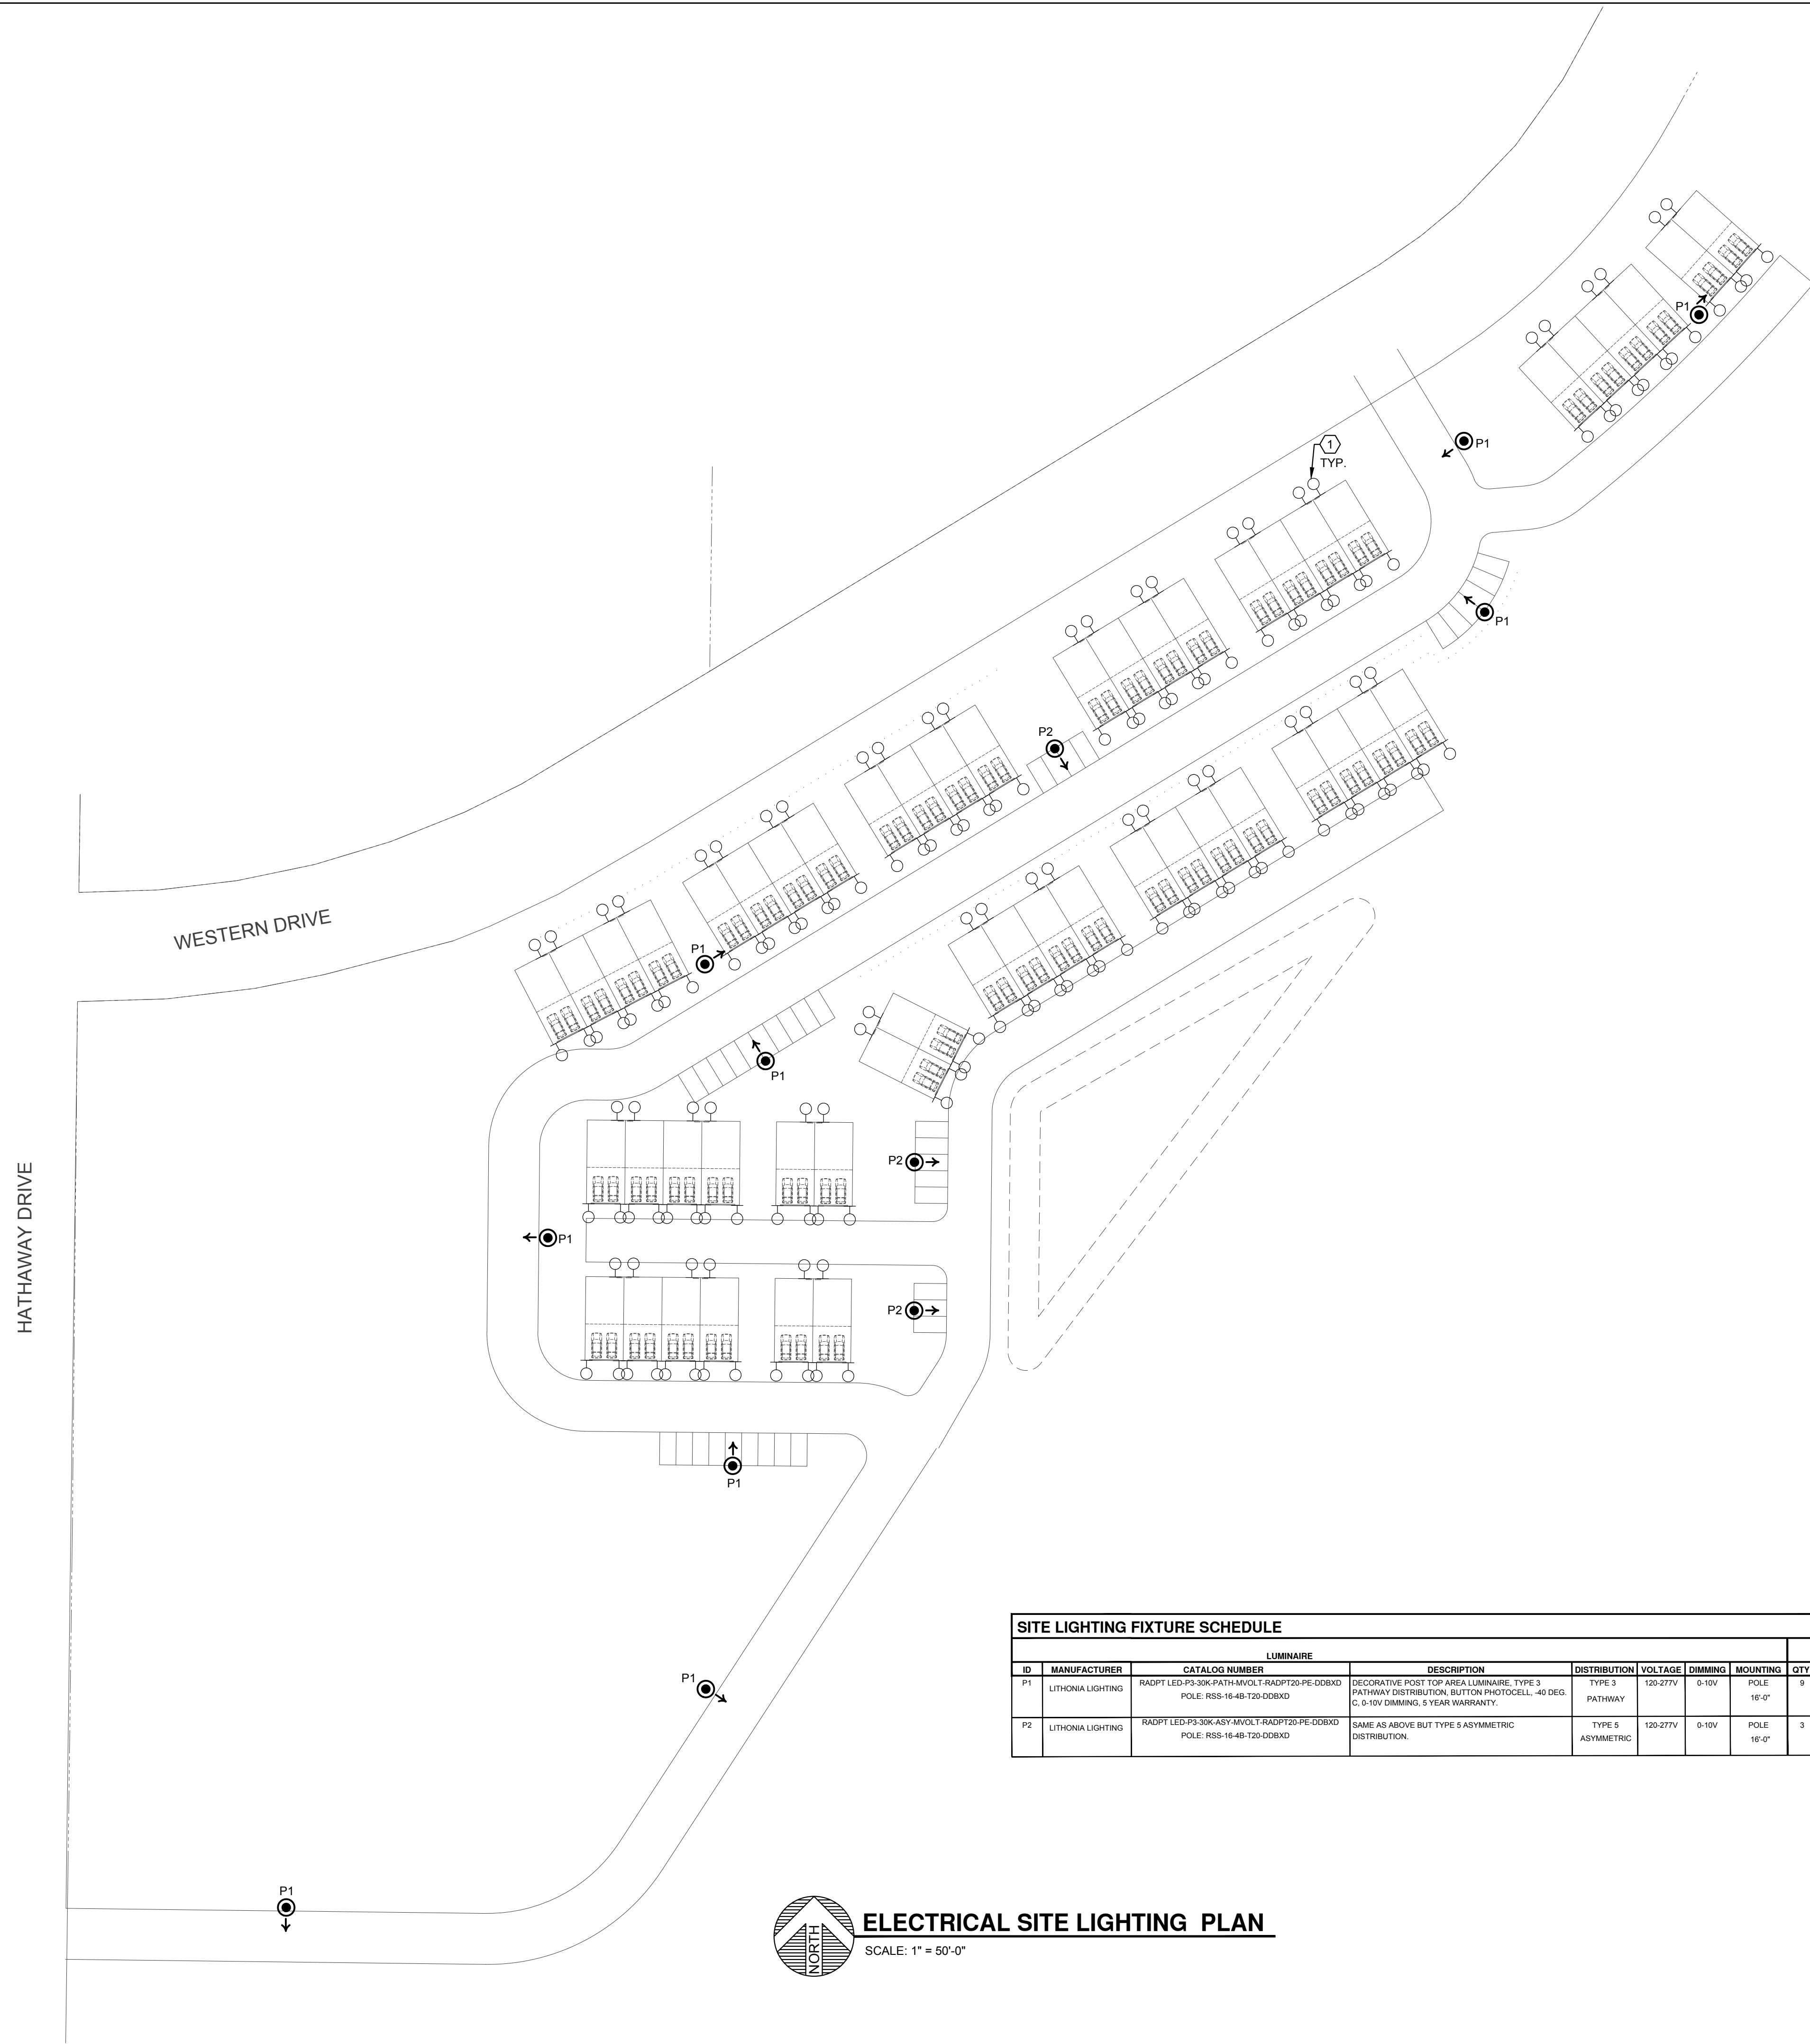 P1
P1
1
TYP.
P1
P2
WESTERN DRIVE
P1
P1
P2
HATHAWAY DRIVE
P1
P2
P1
P1
P1
SITE LIGHTING FIXTURE SCHEDULE
LUMINAIRE
ID MANUFACTURER CATALOG NUMBER DESCRIPTION DISTRIBUTION VOLTAGE DIMMING MOUNTING QTY
P1 LITHONIA LIGHTING RADPT LED-P3-30K-PATH-MVOLT-RADPT20-PE-DDBXD DECORATIVE POST TOP AREA LUMINAIRE, TYPE 3 TYPE 3 120-277V 0-10V POLE 9
POLE: RSS-16-4B-T20-DDBXD PATHWAY DISTRIBUTION, BUTTON PHOTOCELL, -40 DEG. PATHWAY 16'-0"
C, 0-10V DIMMING, 5 YEAR WARRANTY.
P2 LITHONIA LIGHTING RADPT LED-P3-30K-ASY-MVOLT-RADPT20-PE-DDBXD SAME AS ABOVE BUT TYPE 5 ASYMMETRIC TYPE 5 120-277V 0-10V POLE 3
POLE: RSS-16-4B-T20-DDBXD DISTRIBUTION. ASYMMETRIC 16'-0"
NORTH
ELECTRICAL SITE LIGHTING PLAN
SCALE: 1" = 50'-0"